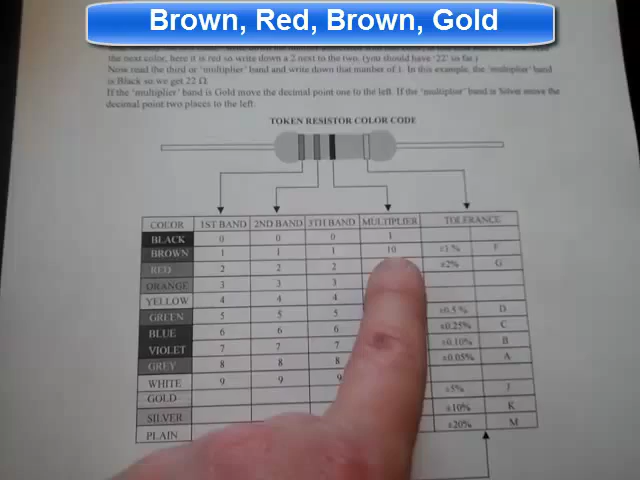 Brown, Red, Brown, Gold
the next color, here it is red so write down a 2 next to the two. (you should have '22' so far.)
Now read the third or 'multiplier' band and write down that number of 1. In this example, the 'multiplier' band
is Black so we get 22 Ω.
If the 'multiplier' band is Gold move the decimal point one to the left. If the 'multiplier' band is Silver move the
decimal point two places to the left.
TOKEN RESISTOR COLOR CODE
COLOR 1ST BAND 2ND BAND 3TH BAND MULTIPLIER TOLERANCE
BLACK 0 0 0 1
BROWN 1 1 1 10 ±1 % F
RED 2 2 2 ±2% G
ORANGE 3 3 3
YELLOW 4 4 4
GREEN 5 5 5 ±0.5 % D
BLUE 6 6 6 ±0.25% C
VIOLET 7 7 7 ±0.10% B
GREY 8 8 8 ±0.05% A
WHITE 9 9 9
GOLD ±5% J
SILVER ±10% K
PLAIN ±20% M